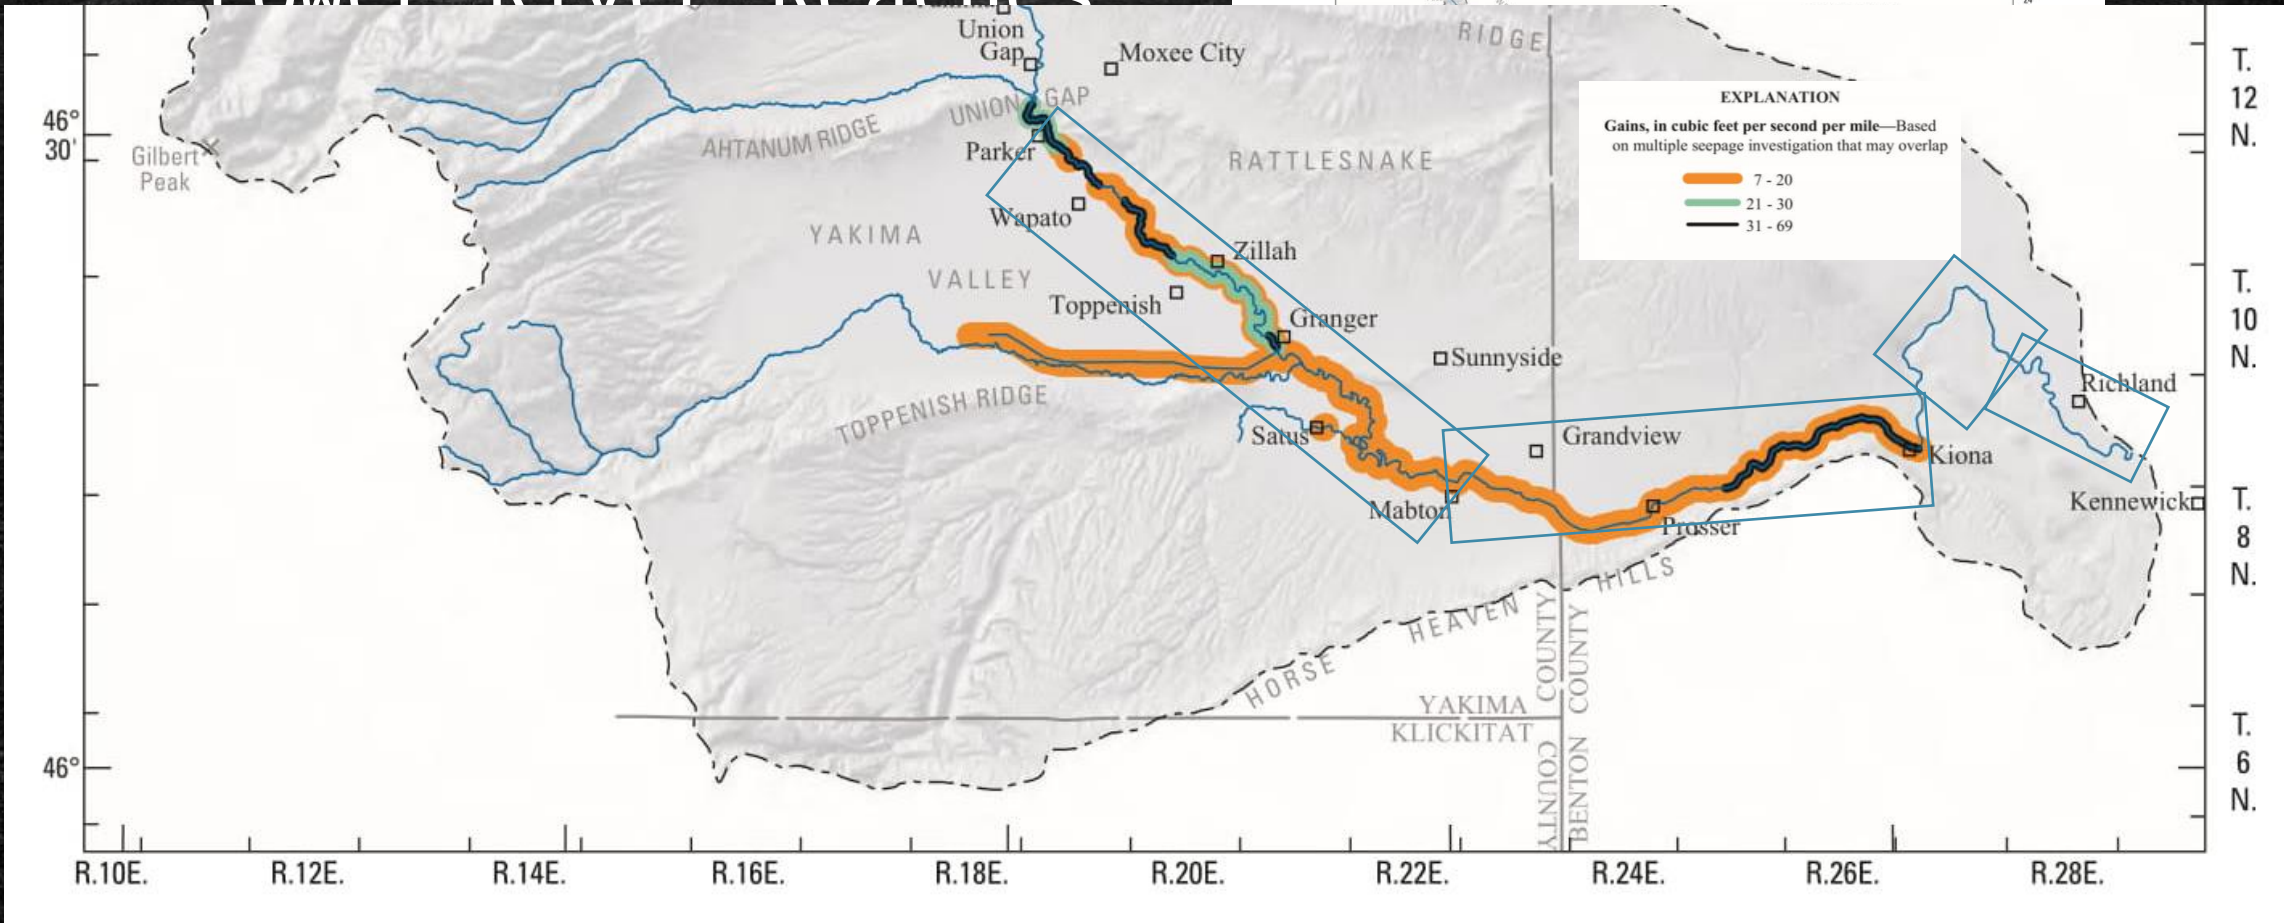 Union
Gap
Moxee City
RIDGE
T.
12
N.
EXPLANATION
Gains, in cubic feet per second per mile—Based
on multiple seepage investigation that may overlap
7 - 20
21 - 30
31 - 69
46°
30'
Gilbert
Peak
AHTANUM RIDGE
UNION GAP
Parker
RATTLESNAKE
Wapato
YAKIMA
VALLEY
Zillah
Toppenish
Granger
T.
10
N.
Sunnyside
Richland
TOPPENISH RIDGE
Satus
Grandview
Kiona
Mabton
Prosser
Kennewick
T.
8
N.
HORSE HEAVEN HILLS
YAKIMA COUNTY
BENTON COUNTY
YAKIMA
KLICKITAT
COUNTY
46°
T.
6
N.
R.10E. R.12E. R.14E. R.16E. R.18E. R.20E. R.22E. R.24E. R.26E. R.28E.